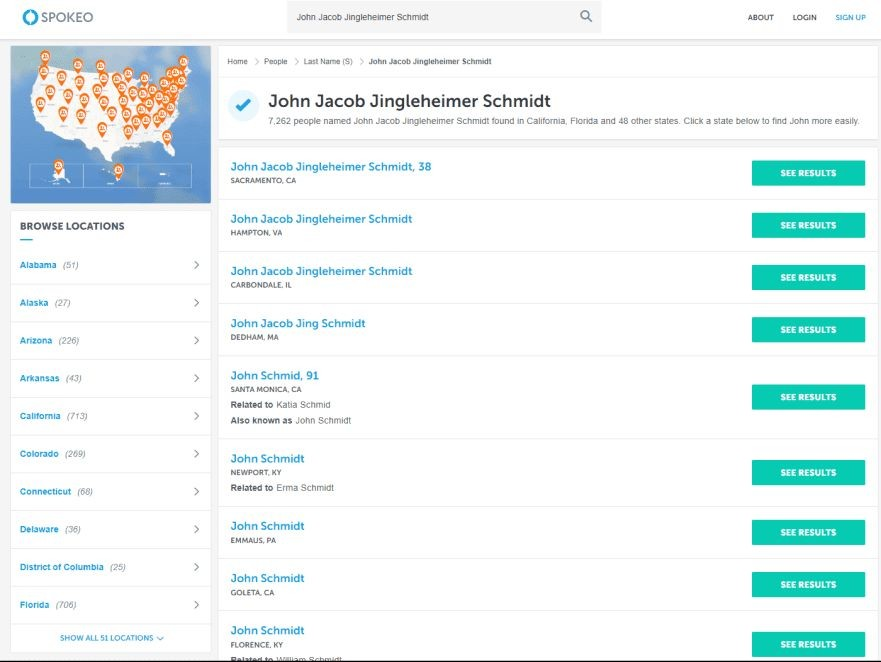 SPOKEO
John Jacob Jingleheimer Schmidt
ABOUT LOGIN SIGN UP
Home People Last Name (S) John Jacob Jingleheimer Schmidt
John Jacob Jingleheimer Schmidt
7,262 people named John Jacob Jingleheimer Schmidt found in California, Florida and 48 other states. Click a state below to find John more easily.
BROWSE LOCATIONS
Alabama (51)
Alaska (27)
Arizona (226)
Arkansas (43)
California (713)
Colorado (269)
Connecticut (68)
Delaware (36)
District of Columbia (25)
Florida (706)
SHOW ALL 51 LOCATIONS
John Jacob Jingleheimer Schmidt, 38
SACRAMENTO, CA
SEE RESULTS
John Jacob Jingleheimer Schmidt
HAMPTON, VA
SEE RESULTS
John Jacob Jingleheimer Schmidt
CARBONDALE, IL
SEE RESULTS
John Jacob Jing Schmidt
DEDHAM, MA
SEE RESULTS
John Schmid, 91
SANTA MONICA, CA
Related to Katia Schmid
Also known as John Schmidt
SEE RESULTS
John Schmidt
NEWPORT, KY
Related to Erma Schmidt
SEE RESULTS
John Schmidt
EMMAUS, PA
SEE RESULTS
John Schmidt
GOLETA, CA
SEE RESULTS
John Schmidt
FLORENCE, KY
Related to William Schmidt
SEE RESULTS